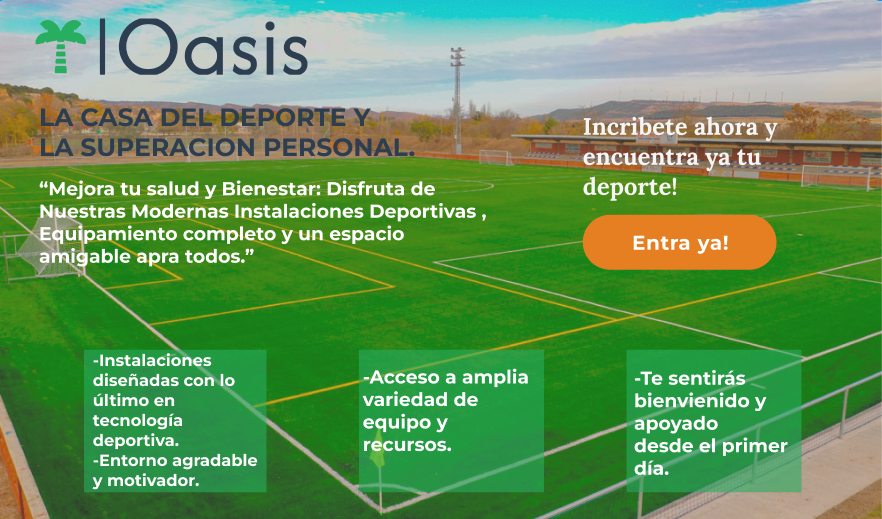 Oasis
LA CASA DEL DEPORTE Y
LA SUPERACION PERSONAL.
“Mejora tu salud y Bienestar: Disfruta de
Nuestras Modernas Instalaciones Deportivas ,
Equipamiento completo y un espacio
amigable apra todos.”
Incribete ahora y
encuentra ya tu
deporte!
Entra ya!
-Instalaciones
diseñadas con lo
último en
tecnología
deportiva.
-Entorno agradable
y motivador.
-Acceso a amplia
variedad de
equipo y
recursos.
-Te sentirás
bienvienido y
apoyado
desde el primer
día.